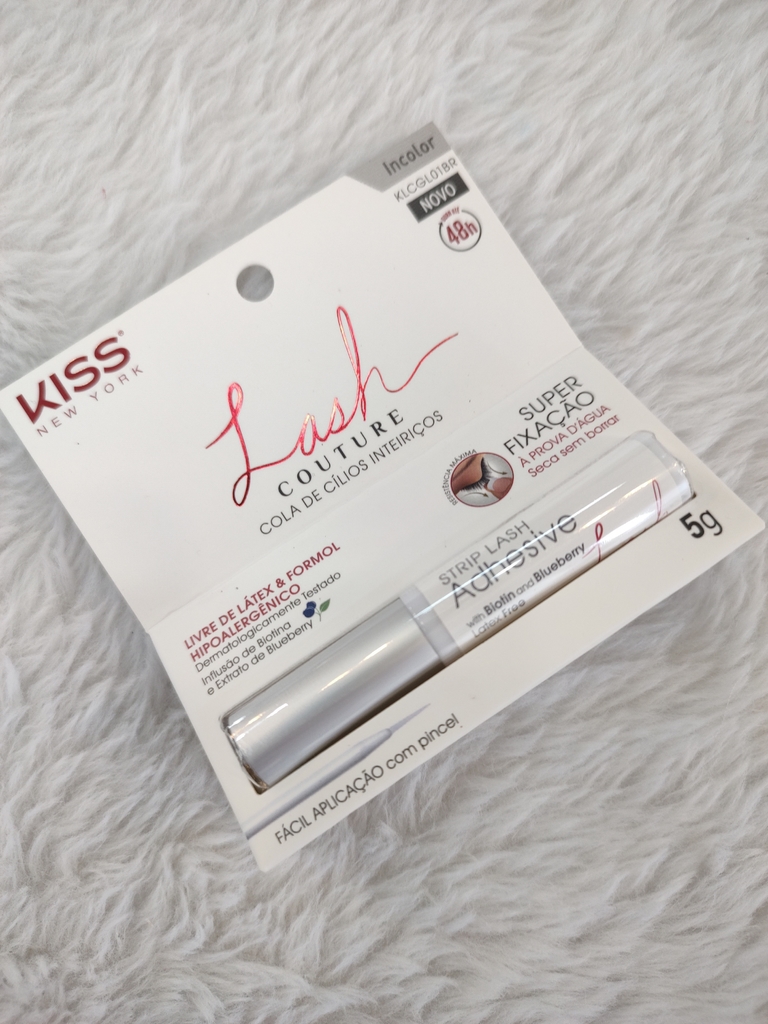 Incolor
KLCGL01BR
NOVO
48h
KISS
NEW YORK
Lash
COUTURE
COLA DE CÍLIOS INTEIRIÇOS
SUPER
FIXAÇÃO
À PROVA D'ÁGUA
Seca sem borrar
RESISTÊNCIA MÁXIMA
LIVRE DE LÁTEX & FORMOL
HIPOALERGÊNICO
Dermatologicamente Testado
Infusão de Biotina
e Extrato de Blueberry
STRIP LASH
Adhesive
with Biotin and Blueberry
Latex Free
5g
FÁCIL APLICAÇÃO com pincel